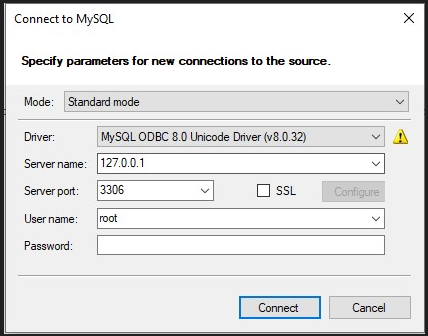 Connect to MySQL
Specify parameters for new connections to the source.
Mode: Standard mode
Driver: MySQL ODBC 8.0 Unicode Driver (v8.0.32)
Server name: 127.0.0.1
Server port: 3306 SSL Configure
User name: root
Password:
Connect Cancel